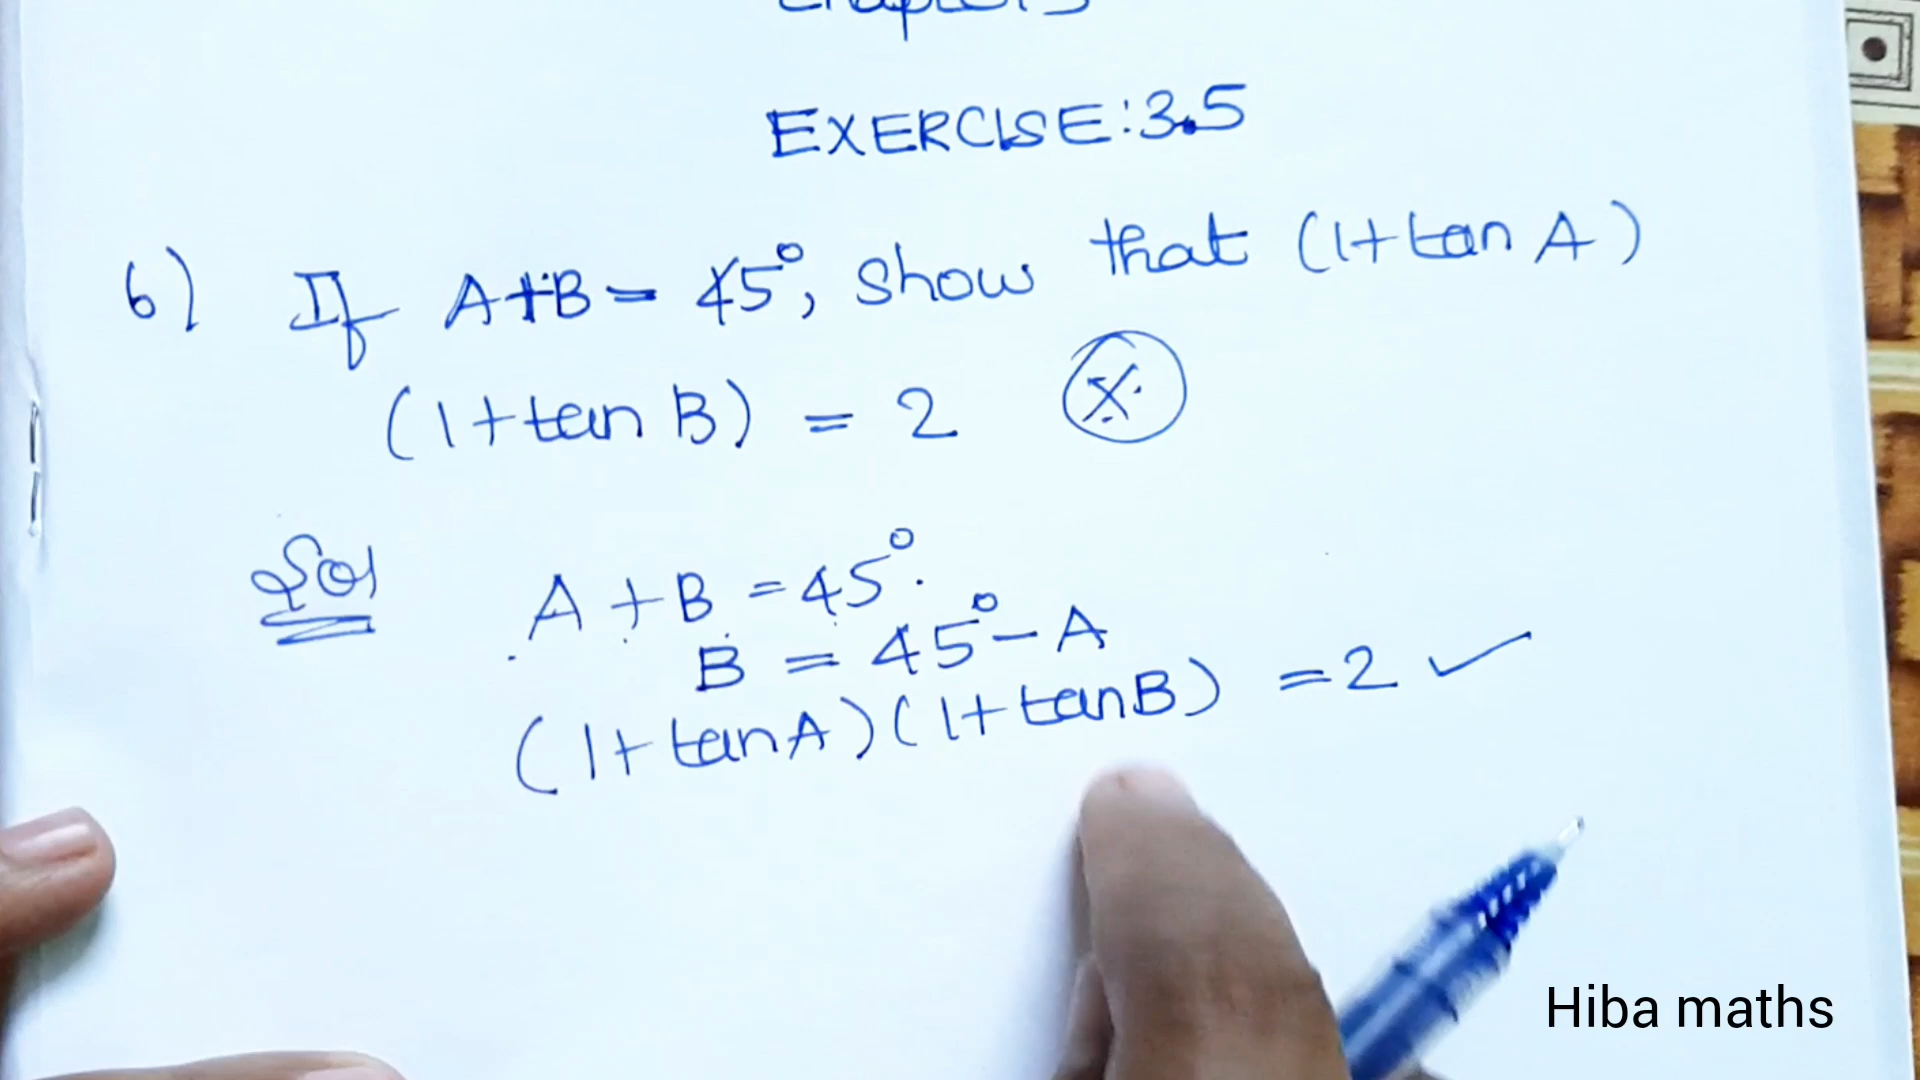 EXERCISE: 3.5
6) If A+B = 45°, show that (1+tan A)
(1+tan B) = 2
Sol
A + B = 45°.
B = 45° - A
(1+tanA)(1+tanB) = 2 ✓
Hiba maths